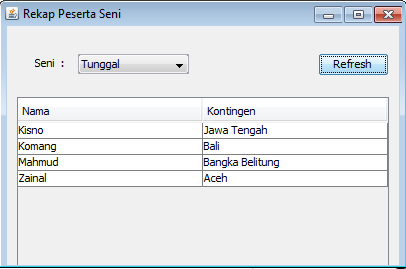 Rekap Peserta Seni
Seni : Tunggal Refresh
Nama Kontingen
Kisno Jawa Tengah
Komang Bali
Mahmud Bangka Belitung
Zainal Aceh